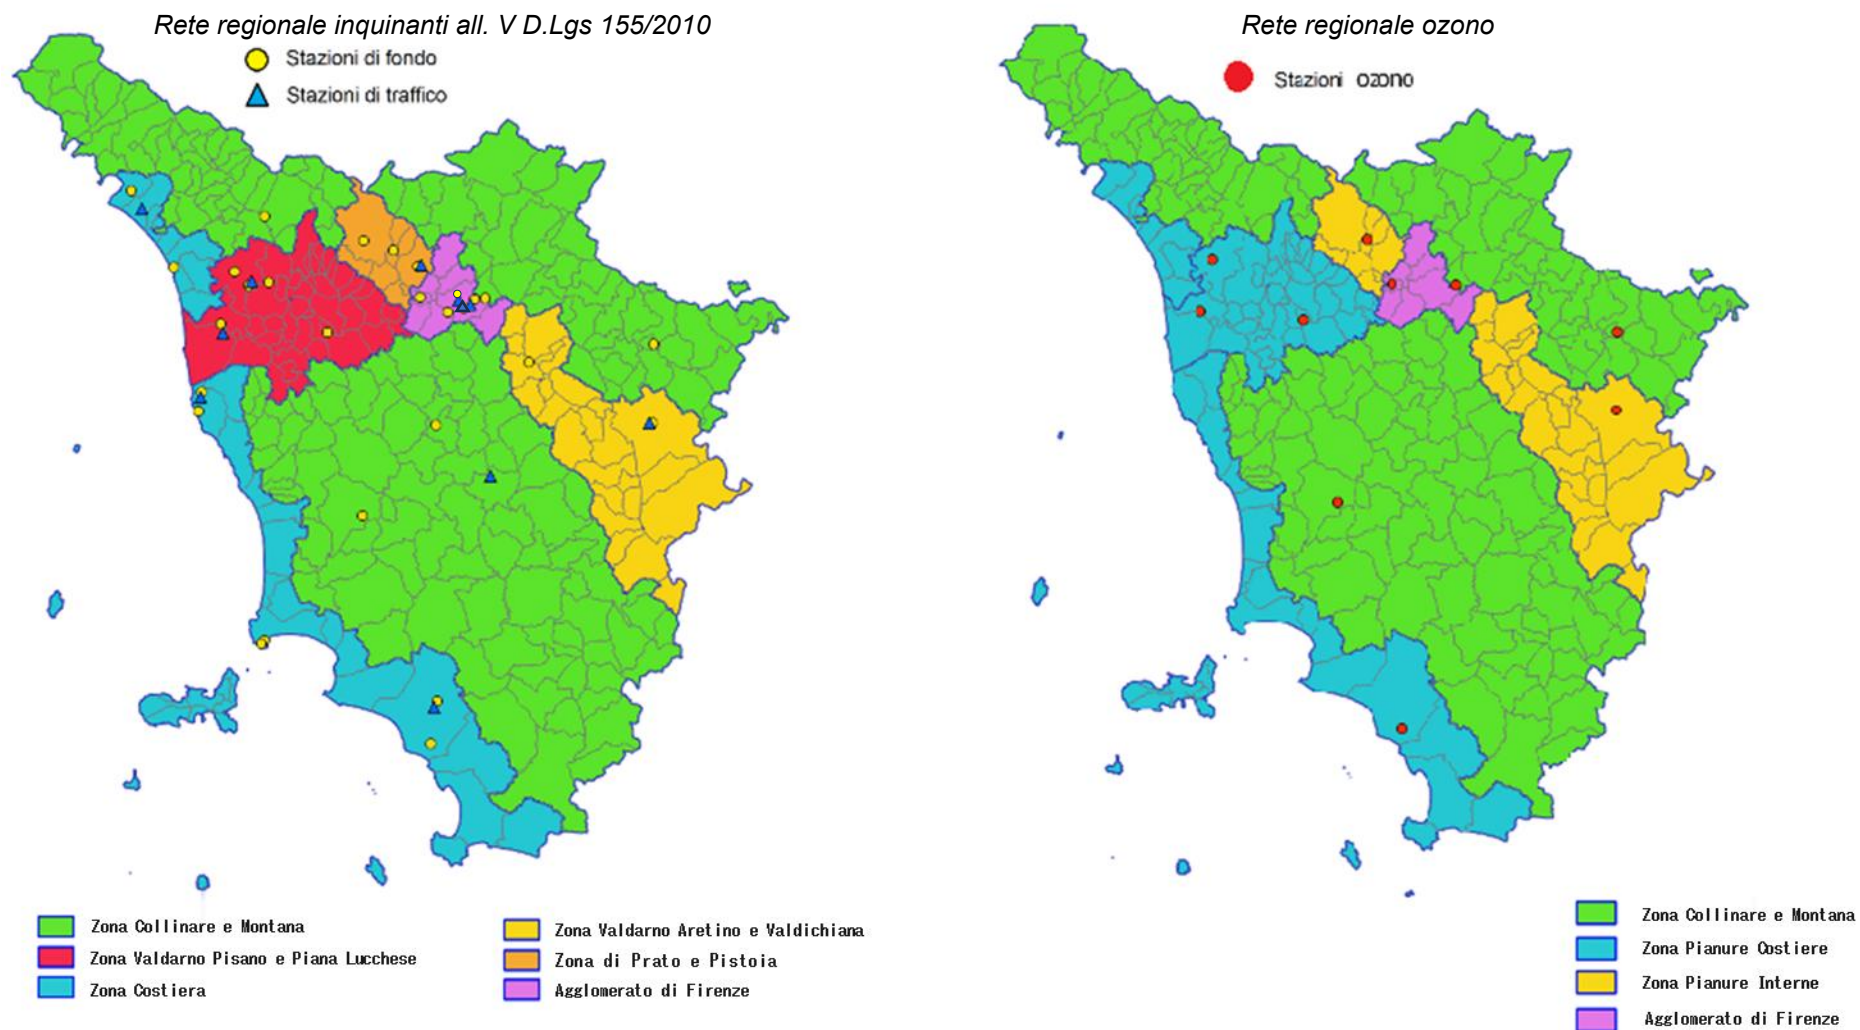 Rete regionale inquinanti all. V D.Lgs 155/2010
Stazioni di fondo
Stazioni di traffico
Zona Collinare e Montana
Zona Valdarno Pisano e Piana Lucchese
Zona Costiera
Zona Valdarno Aretino e Valdichiana
Zona di Prato e Pistoia
Agglomerato di Firenze
Rete regionale ozono
Stazioni ozono
Zona Collinare e Montana
Zona Pianure Costiere
Zona Pianure Interne
Agglomerato di Firenze